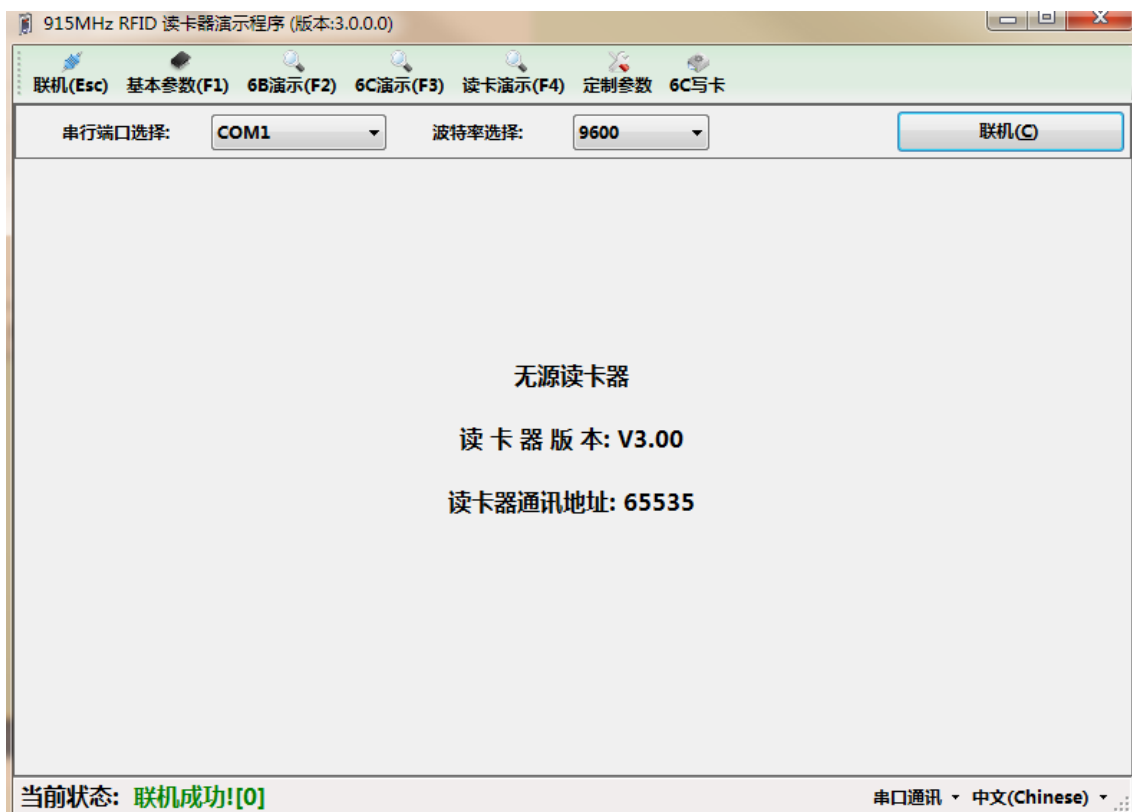 915MHz RFID 读卡器演示程序 (版本:3.0.0.0)
联机(Esc) 基本参数(F1) 6B演示(F2) 6C演示(F3) 读卡演示(F4) 定制参数 6C写卡
串行端口选择: COM1 波特率选择: 9600 联机(C)
无源读卡器
读 卡 器 版 本: V3.00
读卡器通讯地址: 65535
当前状态: 联机成功![0] 串口通讯 中文(Chinese)